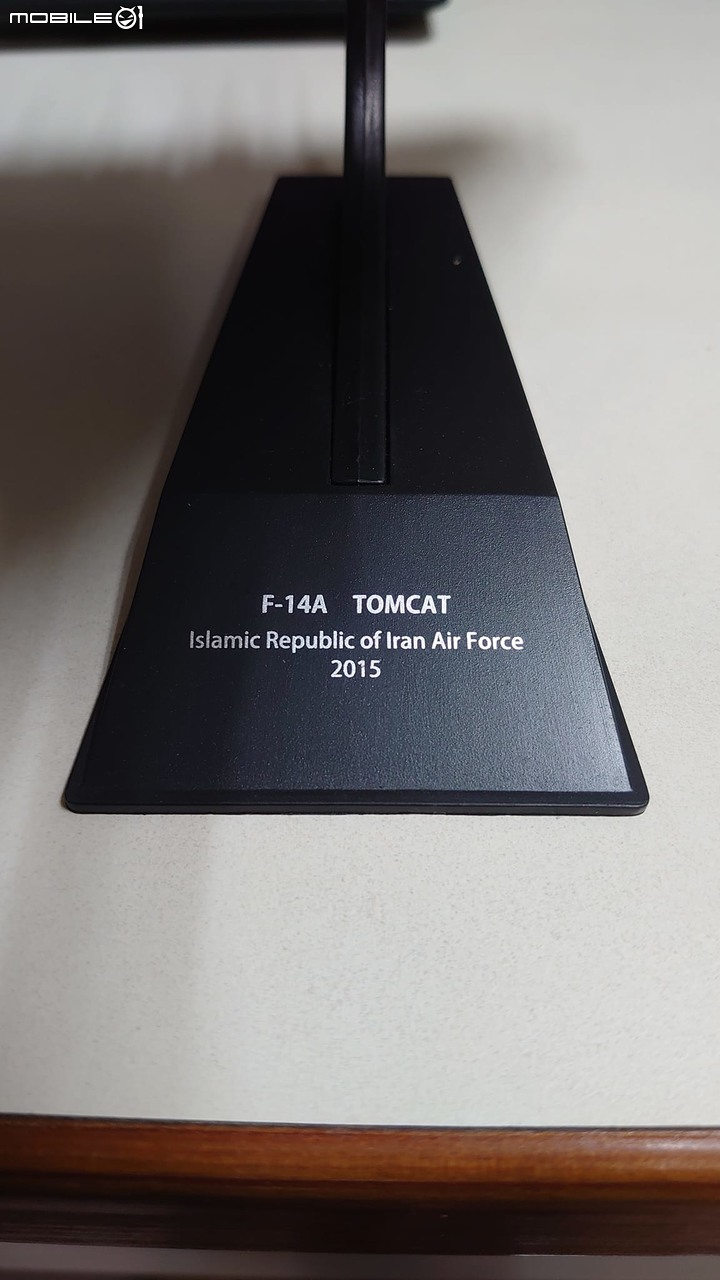 MOBILE01
F-14A TOMCAT
Islamic Republic of Iran Air Force
2015